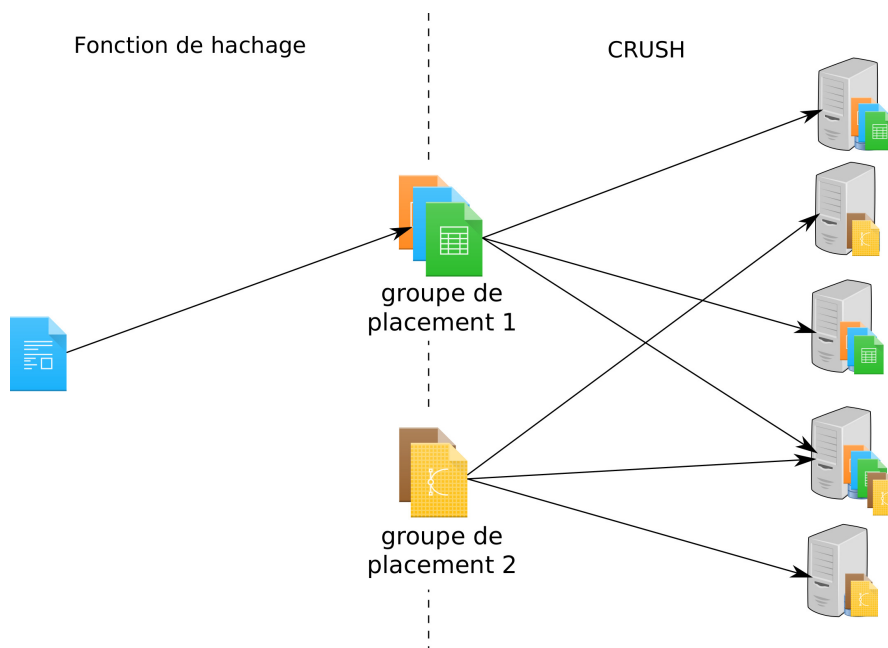 Fonction de hachage
CRUSH
groupe de
placement 1
groupe de
placement 2